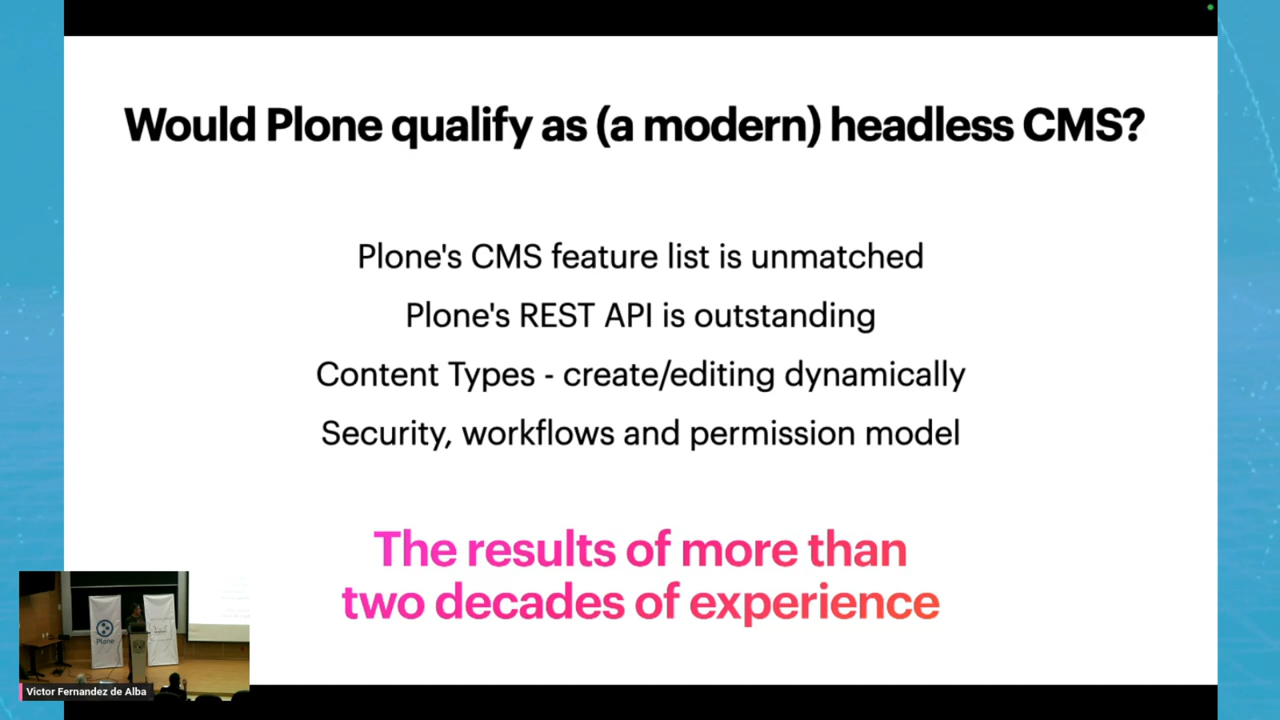 Would Plone qualify as (a modern) headless CMS?
Plone's CMS feature list is unmatched
Plone's REST API is outstanding
Content Types - create/editing dynamically
Security, workflows and permission model
The results of more than
two decades of experience
Plone
Victor Fernandez de Alba